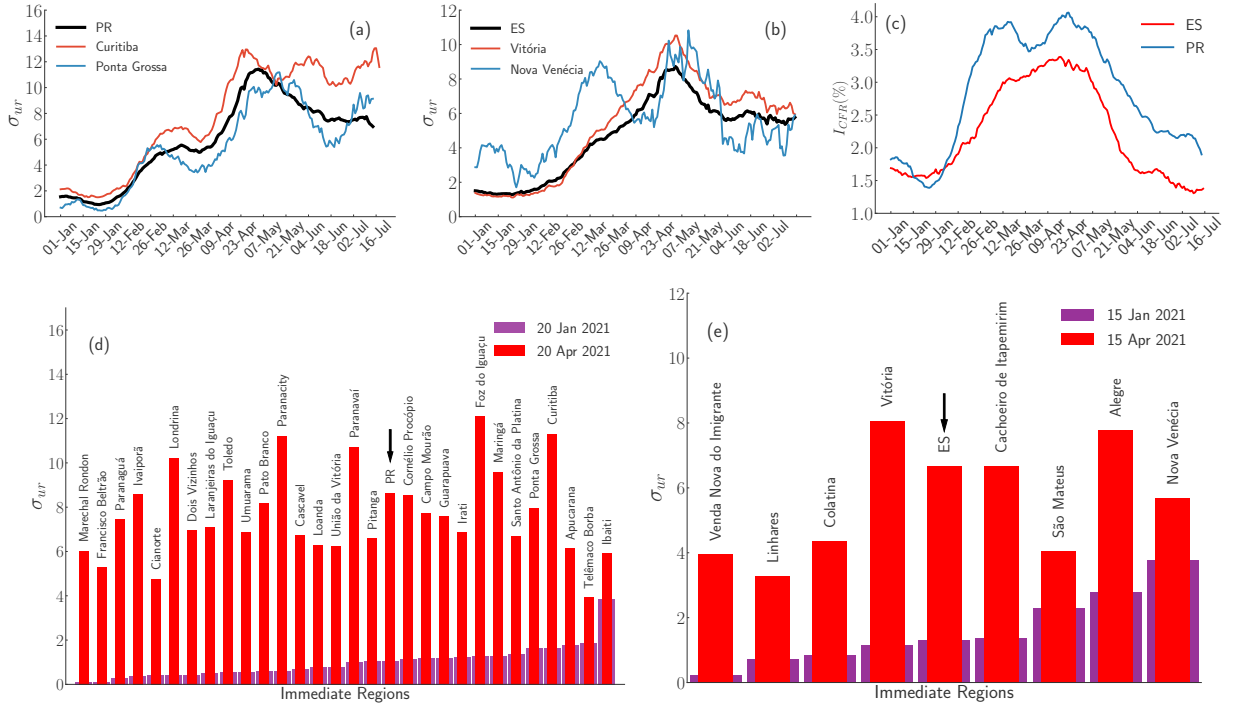 (a)
PR
Curitiba
Ponta Grossa
σ_ur
16
14
12
10
8
6
4
2
0
01-Jan
15-Jan
29-Jan
12-Feb
26-Feb
12-Mar
26-Mar
09-Apr
23-Apr
07-May
21-May
04-Jun
18-Jun
02-Jul
16-Jul
(b)
ES
Vitória
Nova Venécia
σ_ur
12
10
8
6
4
2
0
01-Jan
15-Jan
29-Jan
12-Feb
26-Feb
12-Mar
26-Mar
09-Apr
23-Apr
07-May
21-May
04-Jun
18-Jun
02-Jul
(c)
ES
PR
I_CFR(%)
4.0
3.5
3.0
2.5
2.0
1.5
1.0
01-Jan
15-Jan
29-Jan
12-Feb
26-Feb
12-Mar
26-Mar
09-Apr
23-Apr
07-May
21-May
04-Jun
18-Jun
02-Jul
16-Jul
(d)
20 Jan 2021
20 Apr 2021
σ_ur
16
14
12
10
8
6
4
2
0
Marechal Rondon
Francisco Beltrão
Paranaguá
Ivaiporã
Cianorte
Londrina
Dois Vizinhos
Laranjeiras do Iguaçu
Toledo
Umuarama
Pato Branco
Paranacity
Cascavel
Loanda
União da Vitória
Paranavaí
Pitanga
PR
Cornélio Procópio
Campo Mourão
Guarapuava
Irati
Foz do Iguaçu
Maringá
Santo Antônio da Platina
Ponta Grossa
Curitiba
Apucarana
Telêmaco Borba
Ibaiti
Immediate Regions
(e)
15 Jan 2021
15 Apr 2021
σ_ur
12
10
8
6
4
2
0
Venda Nova do Imigrante
Linhares
Colatina
Vitória
ES
Cachoeiro de Itapemirim
São Mateus
Alegre
Nova Venécia
Immediate Regions